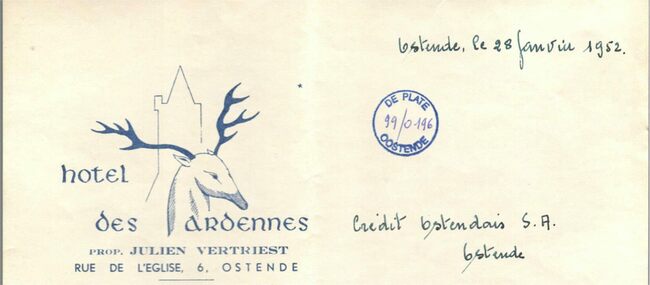 Ostende, le 28 Janvier 1952.
hotel
des ardennes
PROP. JULIEN VERTRIEST
RUE DE L'EGLISE, 6, OSTENDE
DE PLATE
99/0.196
OOSTENDE
Crédit Ostendais S.A.
Ostende